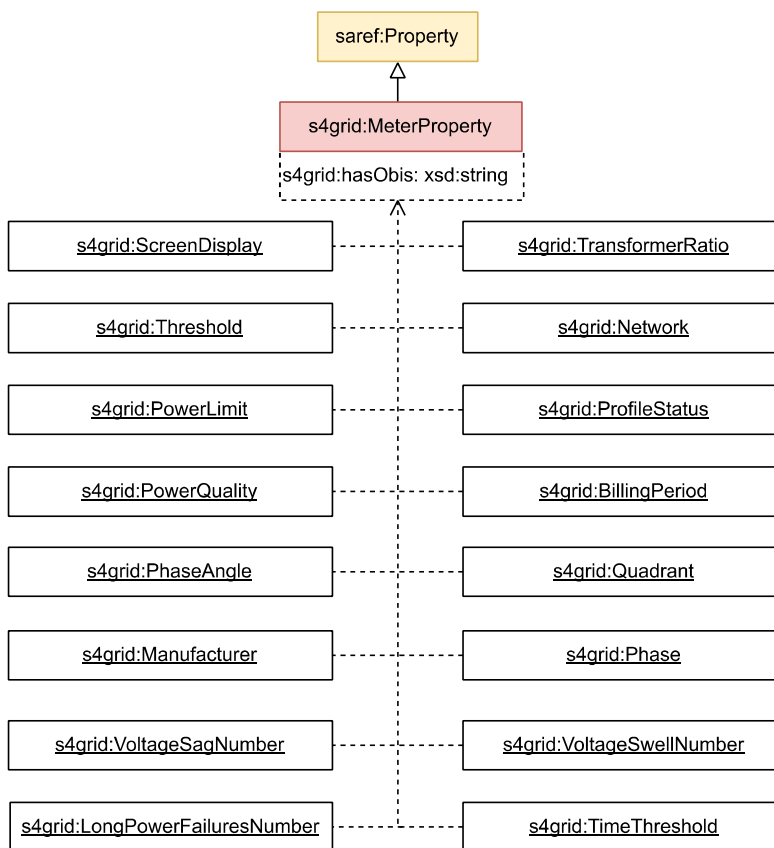 saref:Property
s4grid:MeterProperty
s4grid:hasObis: xsd:string
s4grid:ScreenDisplay
s4grid:TransformerRatio
s4grid:Threshold
s4grid:Network
s4grid:PowerLimit
s4grid:ProfileStatus
s4grid:PowerQuality
s4grid:BillingPeriod
s4grid:PhaseAngle
s4grid:Quadrant
s4grid:Manufacturer
s4grid:Phase
s4grid:VoltageSagNumber
s4grid:VoltageSwellNumber
s4grid:LongPowerFailuresNumber
s4grid:TimeThreshold